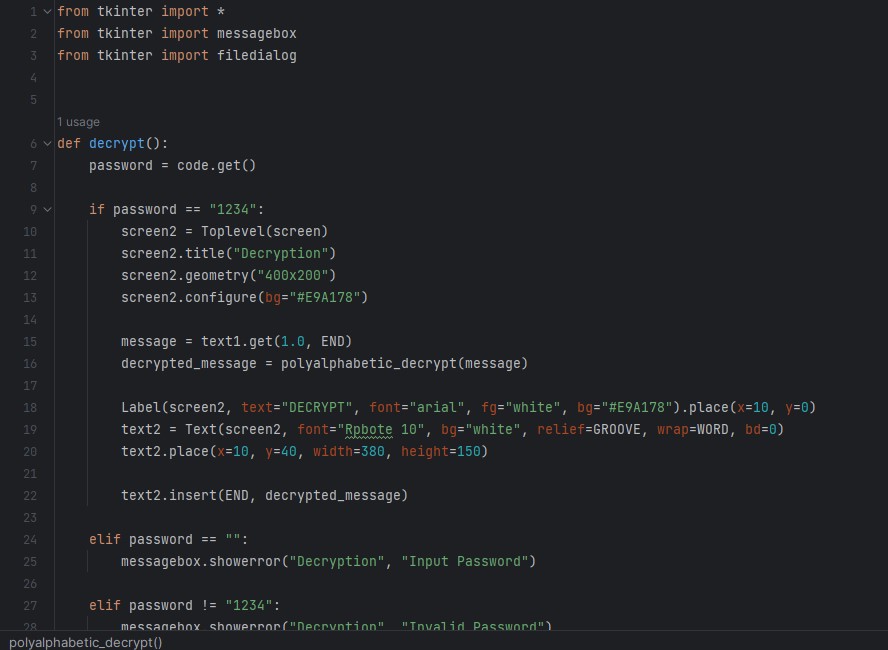 1 from tkinter import *
2 from tkinter import messagebox
3 from tkinter import filedialog
4
5
1 usage
6 def decrypt():
7     password = code.get()
8
9     if password == "1234":
10         screen2 = Toplevel(screen)
11         screen2.title("Decryption")
12         screen2.geometry("400x200")
13         screen2.configure(bg="#E9A178")
14
15         message = text1.get(1.0, END)
16         decrypted_message = polyalphabetic_decrypt(message)
17
18         Label(screen2, text="DECRYPT", font="arial", fg="white", bg="#E9A178").place(x=10, y=0)
19         text2 = Text(screen2, font="Rpbote 10", bg="white", relief=GROOVE, wrap=WORD, bd=0)
20         text2.place(x=10, y=40, width=380, height=150)
21
22         text2.insert(END, decrypted_message)
23
24     elif password == "":
25         messagebox.showerror("Decryption", "Input Password")
26
27     elif password != "1234":
28         messagebox.showerror("Decryption", "Invalid Password")
polyalphabetic_decrypt()